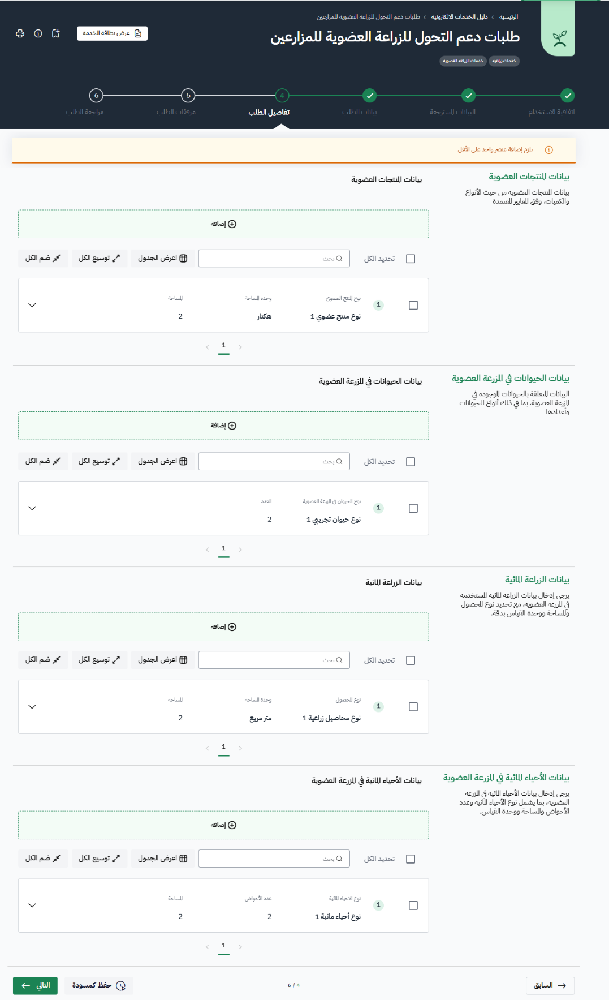 الرئيسية > دليل الخدمات الالكترونية > طلبات دعم التحول للزراعة العضوية للمزارعين
طلبات دعم التحول للزراعة العضوية للمزارعين
عرض بطاقة الخدمة
خدمات زراعية خدمات الزراعة العضوية
4 5 6
اتفاقية الاستخدام البيانات المسترجعة بيانات الطلب تفاصيل الطلب مرفقات الطلب مراجعة الطلب
يلزم إضافة عنصر واحد على الأقل
بيانات المنتجات العضوية
بيانات المنتجات العضوية من حيث الأنواع
والكميات، وفق المعايير المعتمدة
بيانات المنتجات العضوية
إضافة
تحديد الكل بحث اعرض الجدول توسيع الكل ضم الكل
نوع المنتج العضوي وحدة المساحة المساحة
1 نوع منتج عضوي 1 هكتار 2
1
بيانات الحيوانات في المزرعة العضوية
البيانات المتعلقة بالحيوانات الموجودة في
المزرعة العضوية، بما في ذلك أنواع الحيوانات
وأعدادها
بيانات الحيوانات في المزرعة العضوية
إضافة
تحديد الكل بحث اعرض الجدول توسيع الكل ضم الكل
نوع الحيوان في المزرعة العضوية العدد
1 نوع حيوان تجريبي 1 2
1
بيانات الزراعة المائية
يرجى إدخال بيانات الزراعة المائية المستخدمة
في المزرعة العضوية، مع تحديد نوع المحصول
والمساحة ووحدة القياس بدقة.
بيانات الزراعة المائية
إضافة
تحديد الكل بحث اعرض الجدول توسيع الكل ضم الكل
نوع المحصول وحدة المساحة المساحة
1 نوع محاصيل زراعية 1 متر مربع 2
1
بيانات الأحياء المائية في المزرعة العضوية
يرجى إدخال بيانات الأحياء المائية في المزرعة
العضوية، بما يشمل نوع الأحياء المائية وعدد
الأحواض والمساحة ووحدة القياس.
بيانات الأحياء المائية في المزرعة العضوية
إضافة
تحديد الكل بحث اعرض الجدول توسيع الكل ضم الكل
نوع الاحياء المائية عدد الأحواض المساحة
1 نوع أحياء مائية 1 2 2
1
السابق 4 / 6 حفظ كمسودة التالي